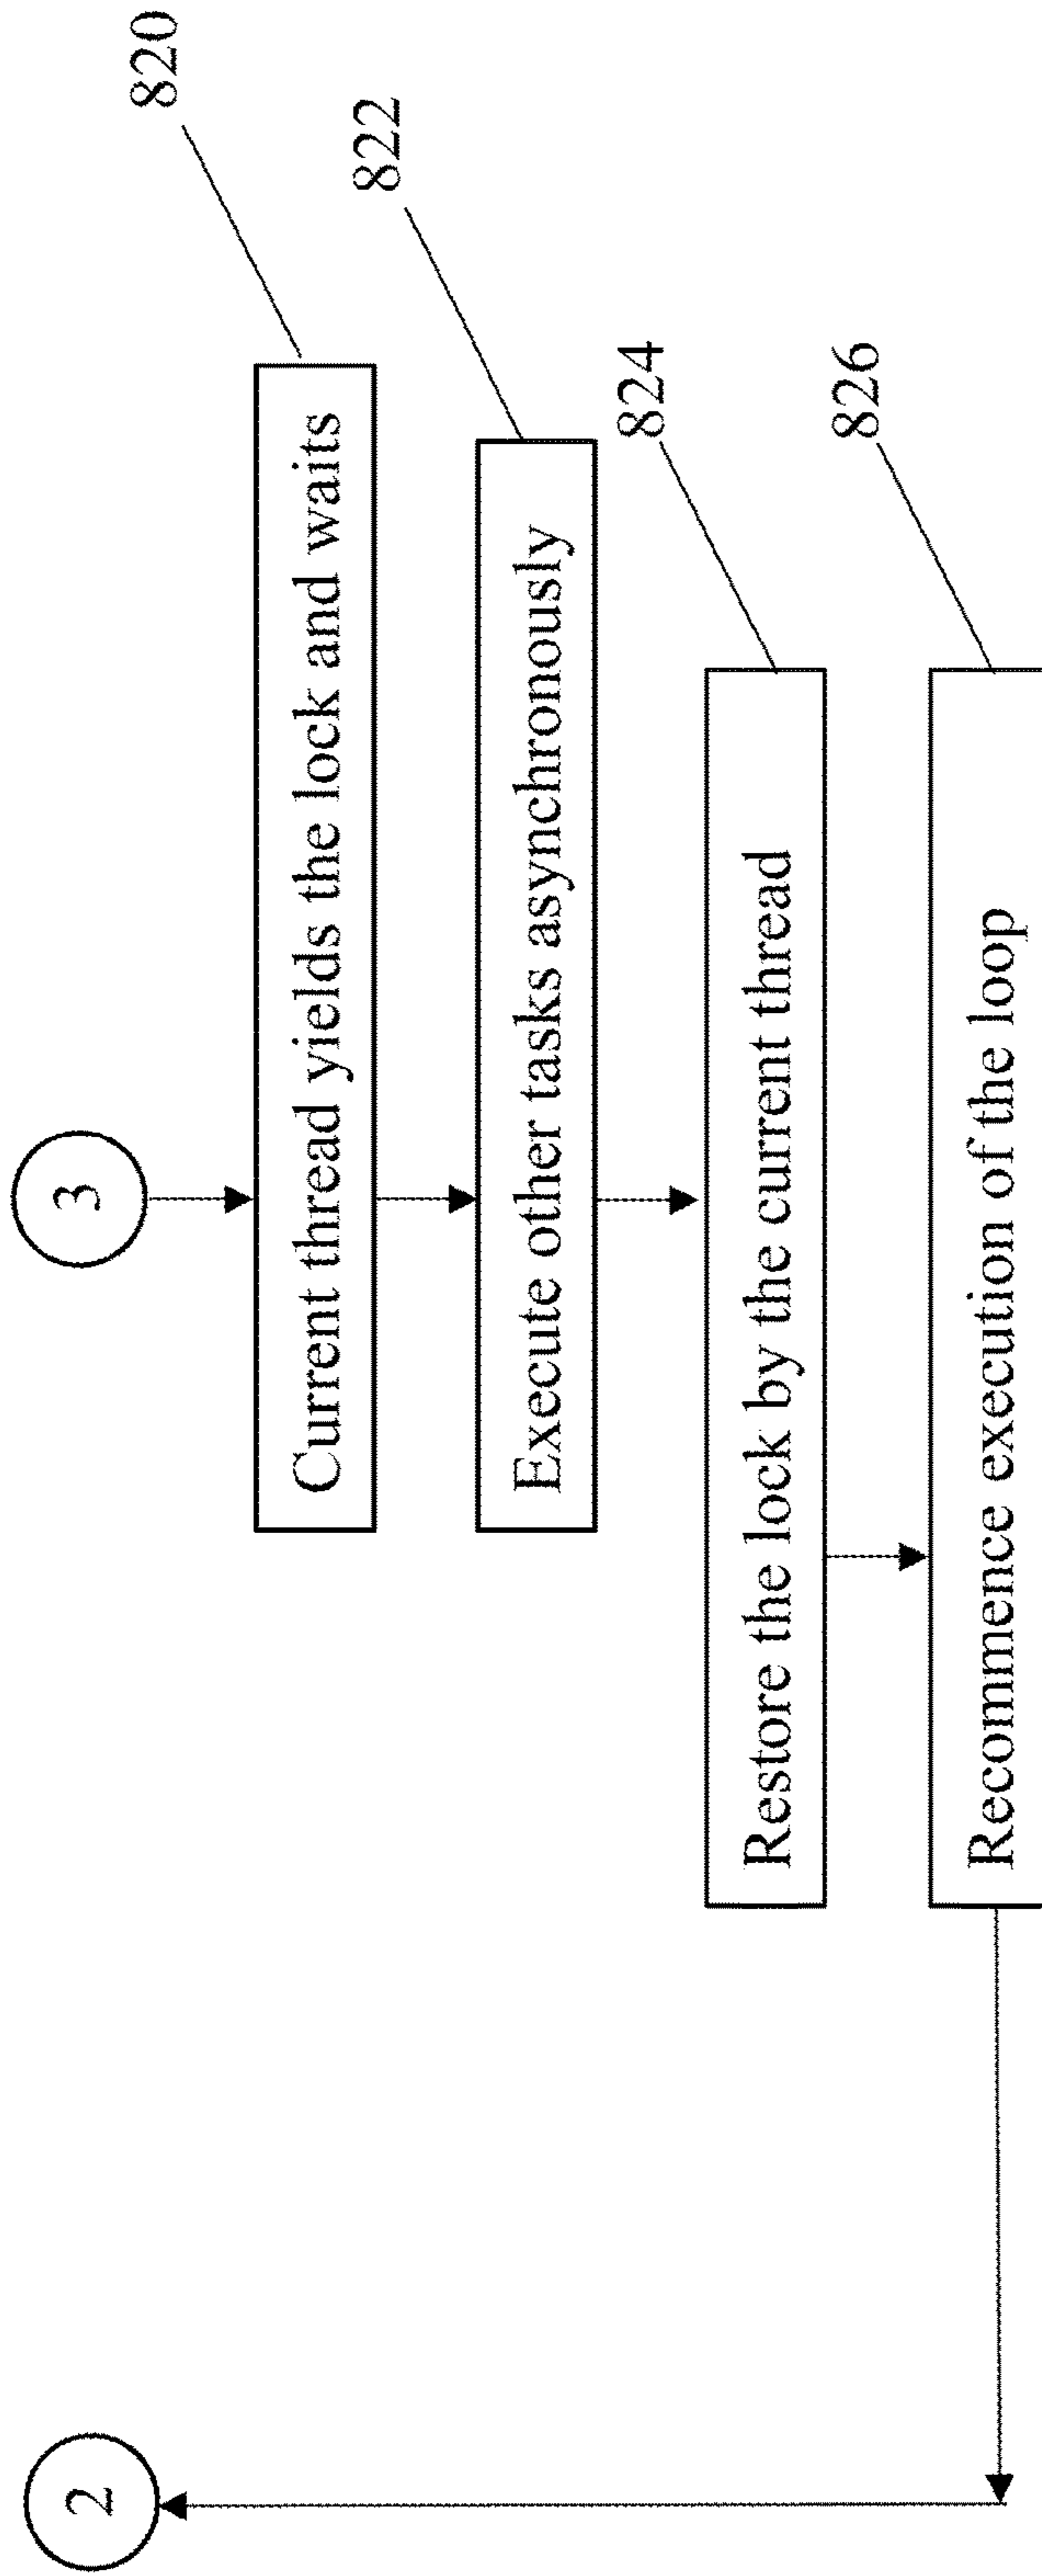 3
820
Current thread yields the lock and waits
822
Execute other tasks asynchronously
824
Restore the lock by the current thread
826
Recommence execution of the loop
2